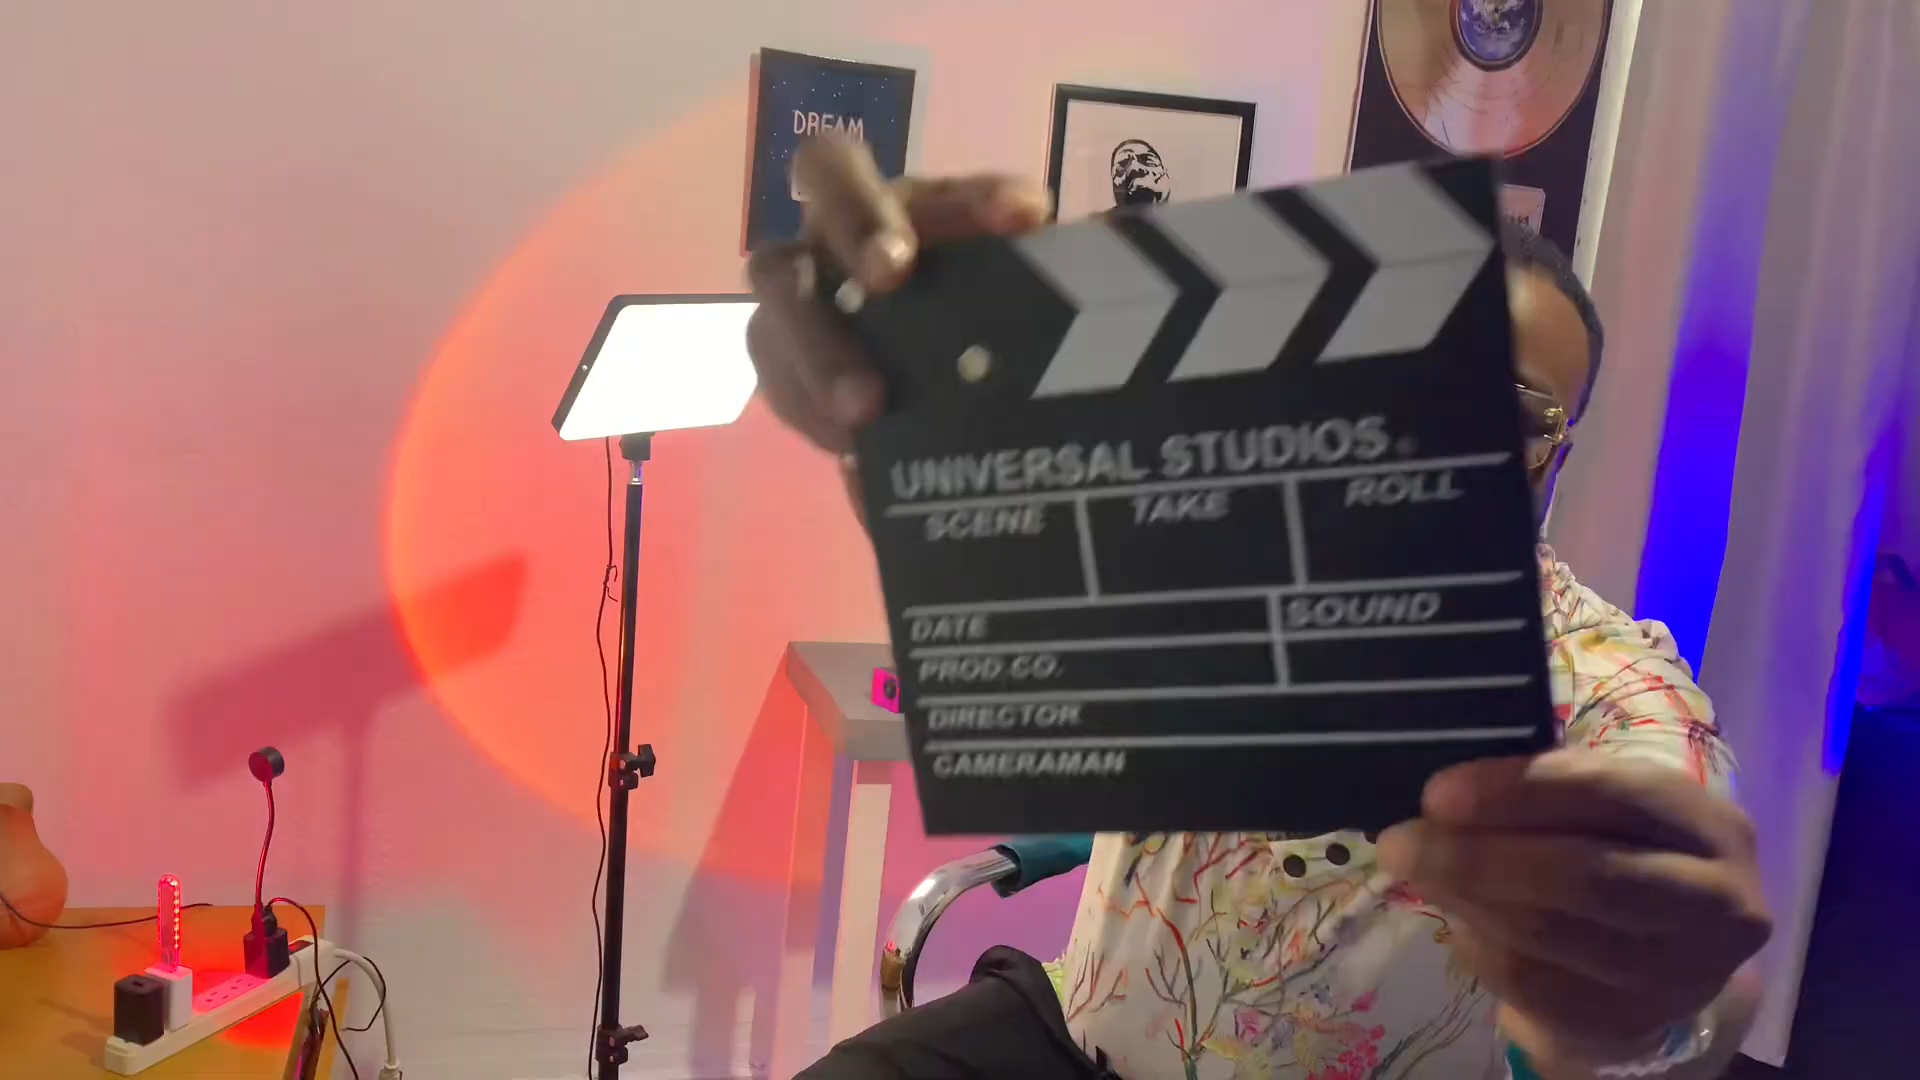 DREAM
UNIVERSAL STUDIOS
SCENE TAKE ROLL
DATE SOUND
PROD.CO.
DIRECTOR
CAMERAMAN